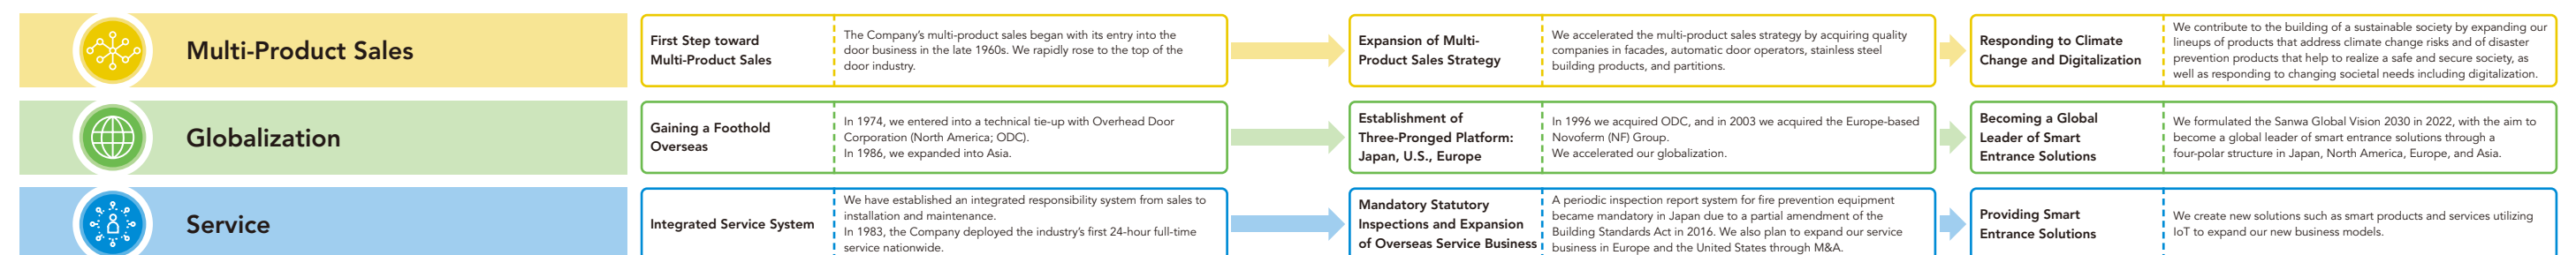 Multi-Product Sales
First Step toward
Multi-Product Sales
The Company's multi-product sales began with its entry into the
door business in the late 1960s. We rapidly rose to the top of the
door industry.
Expansion of Multi-
Product Sales Strategy
We accelerated the multi-product sales strategy by acquiring quality
companies in facades, automatic door operators, stainless steel
building products, and partitions.
Responding to Climate
Change and Digitalization
We contribute to the building of a sustainable society by expanding our
lineups of products that address climate change risks and of disaster
prevention products that help to realize a safe and secure society, as
well as responding to changing societal needs including digitalization.
Globalization
Gaining a Foothold
Overseas
In 1974, we entered into a technical tie-up with Overhead Door
Corporation (North America; ODC).
In 1986, we expanded into Asia.
Establishment of
Three-Pronged Platform:
Japan, U.S., Europe
In 1996 we acquired ODC, and in 2003 we acquired the Europe-based
Novoferm (NF) Group.
We accelerated our globalization.
Becoming a Global
Leader of Smart
Entrance Solutions
We formulated the Sanwa Global Vision 2030 in 2022, with the aim to
become a global leader of smart entrance solutions through a
four-polar structure in Japan, North America, Europe, and Asia.
Service
Integrated Service System
We have established an integrated responsibility system from sales to
installation and maintenance.
In 1983, the Company deployed the industry's first 24-hour full-time
service nationwide.
Mandatory Statutory
Inspections and Expansion
of Overseas Service Business
A periodic inspection report system for fire prevention equipment
became mandatory in Japan due to a partial amendment of the
Building Standards Act in 2016. We also plan to expand our service
business in Europe and the United States through M&A.
Providing Smart
Entrance Solutions
We create new solutions such as smart products and services utilizing
IoT to expand our new business models.